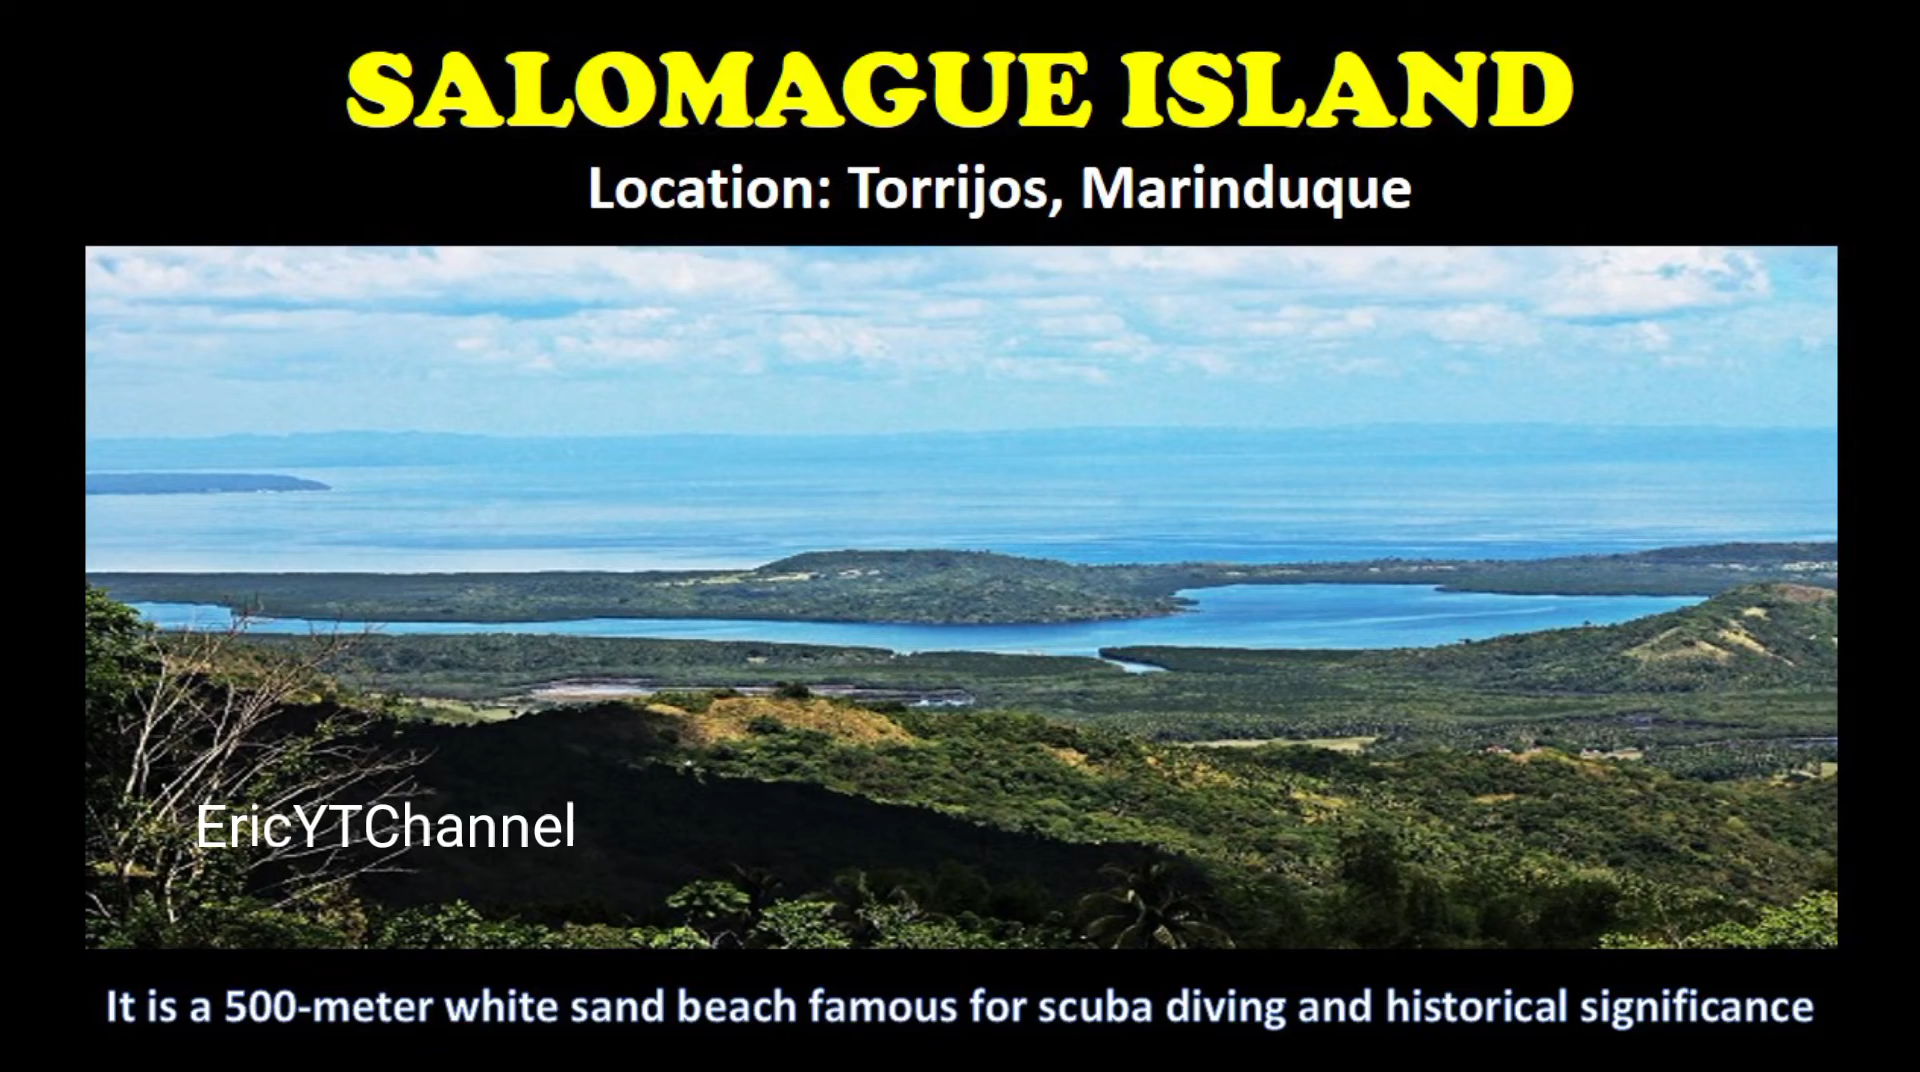 SALOMAGUE ISLAND
Location: Torrijos, Marinduque
EricYTChannel
It is a 500-meter white sand beach famous for scuba diving and historical significance